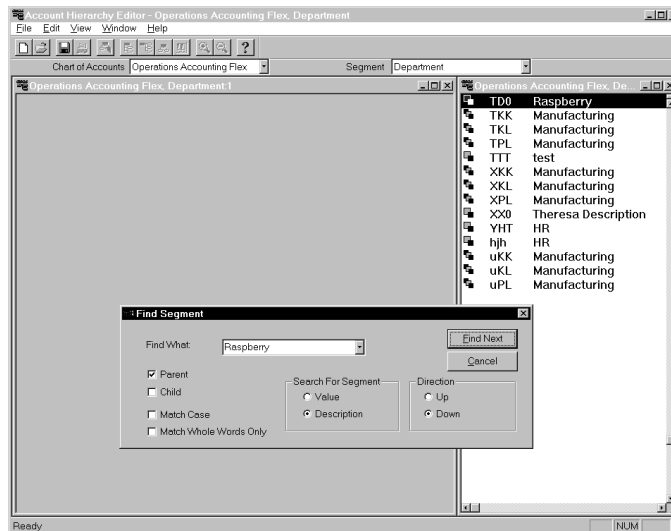 Account Hierarchy Editor - Operations Accounting Flex, Department
File Edit View Window Help
Chart of Accounts Operations Accounting Flex Segment Department
Operations Accounting Flex, Department:1
Operations Accounting Flex, De...
TD0 Raspberry
TKK Manufacturing
TKL Manufacturing
TPL Manufacturing
TTT test
XKK Manufacturing
XKL Manufacturing
XPL Manufacturing
XX0 Theresa Description
YHT HR
hjh HR
uKK Manufacturing
uKL Manufacturing
uPL Manufacturing
Find Segment
Find What: Raspberry
Find Next
Cancel
Parent
Child
Match Case
Match Whole Words Only
Search For Segment
Value
Description
Direction
Up
Down
Ready
NUM